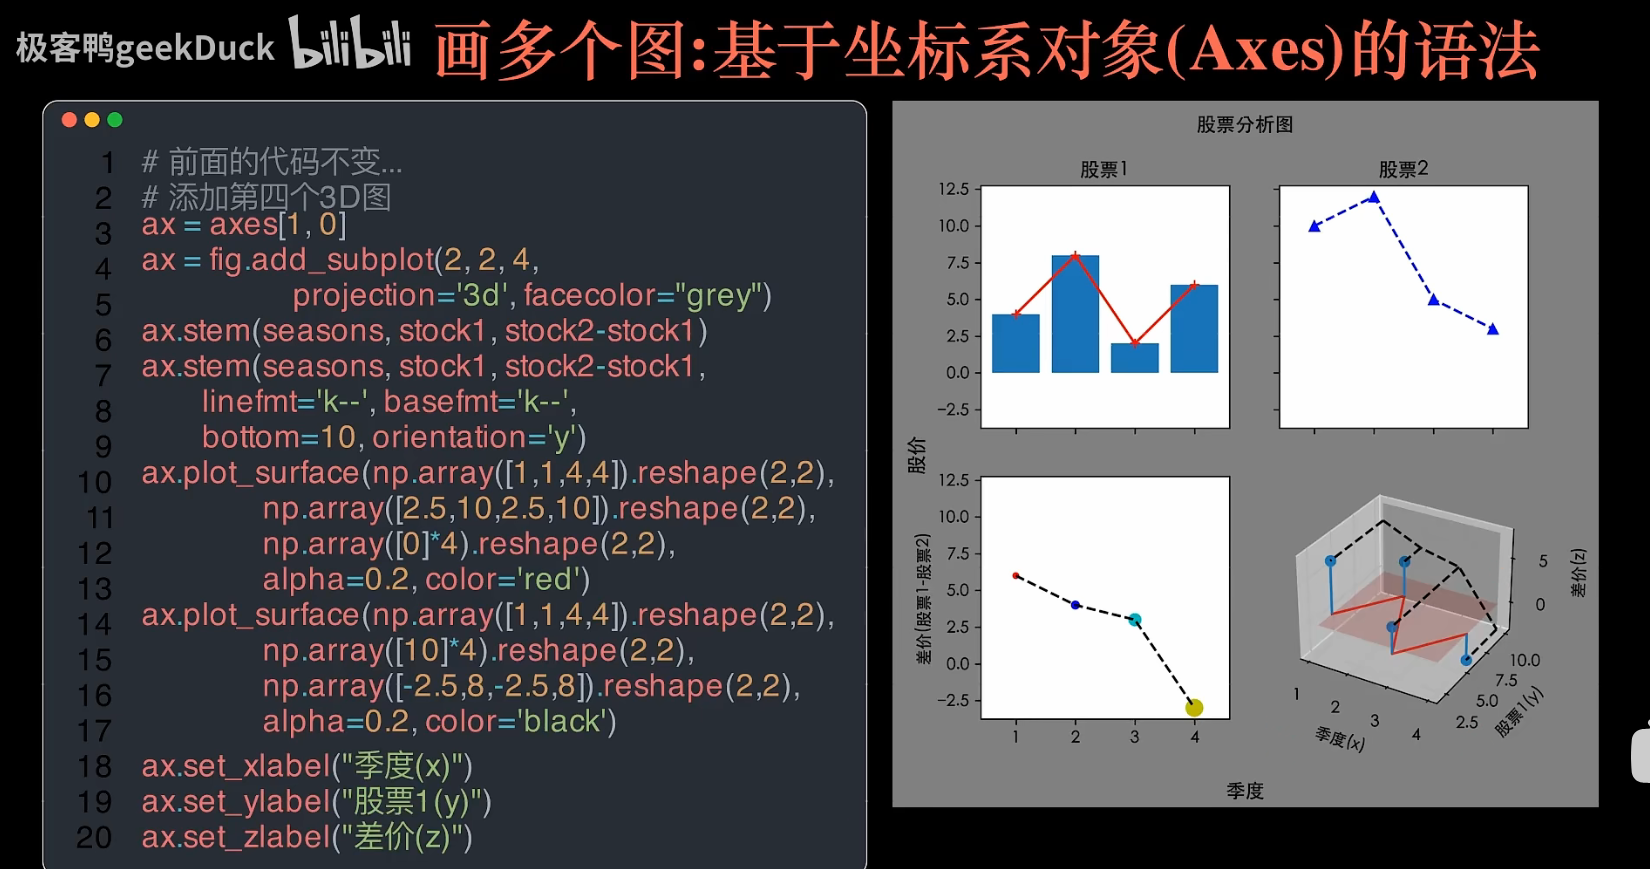 极客鸭geekDuck bilibili 画多个图:基于坐标系对象(Axes)的语法
1 # 前面的代码不变...
2 # 添加第四个3D图
3 ax = axes[1, 0]
4 ax = fig.add_subplot(2, 2, 4,
5 projection='3d', facecolor="grey")
6 ax.stem(seasons, stock1, stock2-stock1)
7 ax.stem(seasons, stock1, stock2-stock1,
8 linefmt='k--', basefmt='k--',
9 bottom=10, orientation='y')
10 ax.plot_surface(np.array([1,1,4,4]).reshape(2,2),
11 np.array([2.5,10,2.5,10]).reshape(2,2),
12 np.array([0]*4).reshape(2,2),
13 alpha=0.2, color='red')
14 ax.plot_surface(np.array([1,1,4,4]).reshape(2,2),
15 np.array([10]*4).reshape(2,2),
16 np.array([-2.5,8,-2.5,8]).reshape(2,2),
17 alpha=0.2, color='black')
18 ax.set_xlabel("季度(x)")
19 ax.set_ylabel("股票1(y)")
20 ax.set_zlabel("差价(z)")
股票分析图
股票1
12.5
10.0
7.5
5.0
2.5
0.0
−2.5
股票2
股价
差价(股票1-股票2)
12.5
10.0
7.5
5.0
2.5
0.0
−2.5
1 2 3 4
5
0
差价(z)
10.0
7.5
5.0
2.5
股票1(y)
1
2
3
4
季度(x)
季度